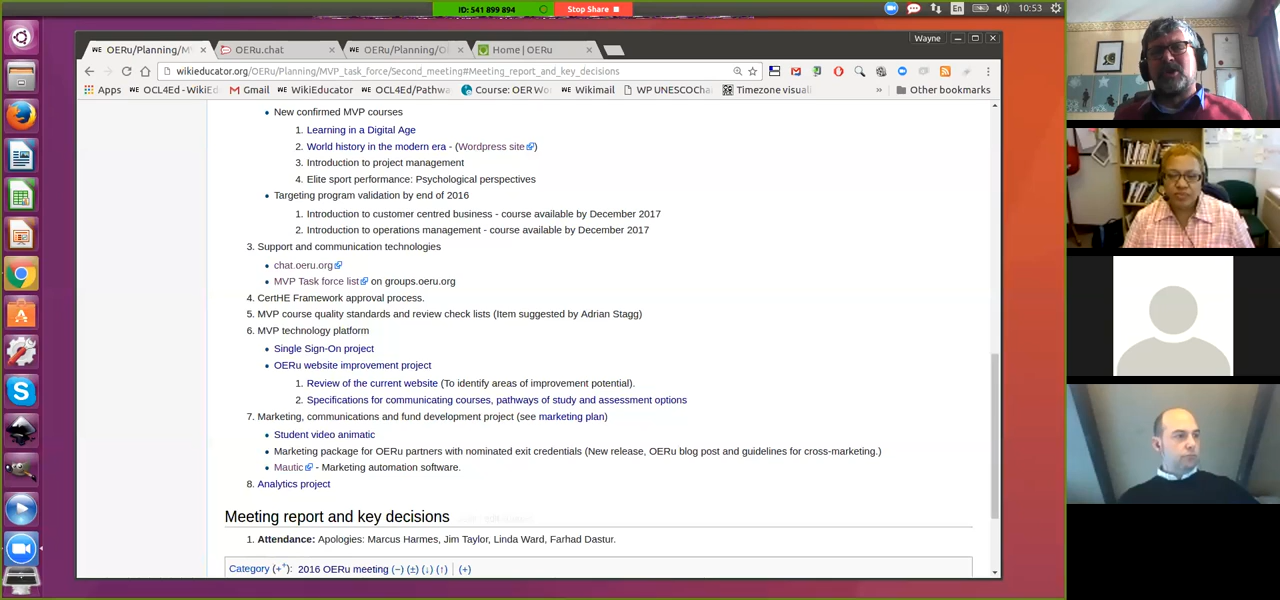 ID: 541 899 894
Stop Share
En
10:53
OERu/Planning/M
OERu.chat
OERu/Planning/O
Home | OERu
Wayne
wikieducator.org/OERu/Planning/MVP_task_force/Second_meeting#Meeting_report_and_key_decisions
Apps
OCL4Ed - WikiEd
Gmail
WikiEducator
OCL4Ed/Pathwa
Course: OER Wo
Wikimail
WP UNESCOCha
Timezone visuali
»
Other bookmarks
• New confirmed MVP courses
1. Learning in a Digital Age
2. World history in the modern era - (Wordpress site)
3. Introduction to project management
4. Elite sport performance: Psychological perspectives
• Targeting program validation by end of 2016
1. Introduction to customer centred business - course available by December 2017
2. Introduction to operations management - course available by December 2017
3. Support and communication technologies
• chat.oeru.org
• MVP Task force list on groups.oeru.org
4. CertHE Framework approval process.
5. MVP course quality standards and review check lists (Item suggested by Adrian Stagg)
6. MVP technology platform
• Single Sign-On project
• OERu website improvement project
1. Review of the current website (To identify areas of improvement potential).
2. Specifications for communicating courses, pathways of study and assessment options
7. Marketing, communications and fund development project (see marketing plan)
• Student video animatic
• Marketing package for OERu partners with nominated exit credentials (New release, OERu blog post and guidelines for cross-marketing.)
• Mautic - Marketing automation software.
8. Analytics project
Meeting report and key decisions
1. Attendance: Apologies: Marcus Harmes, Jim Taylor, Linda Ward, Farhad Dastur.
Category (+⁺): 2016 OERu meeting (−) (±) (↓) (↑) | (+)